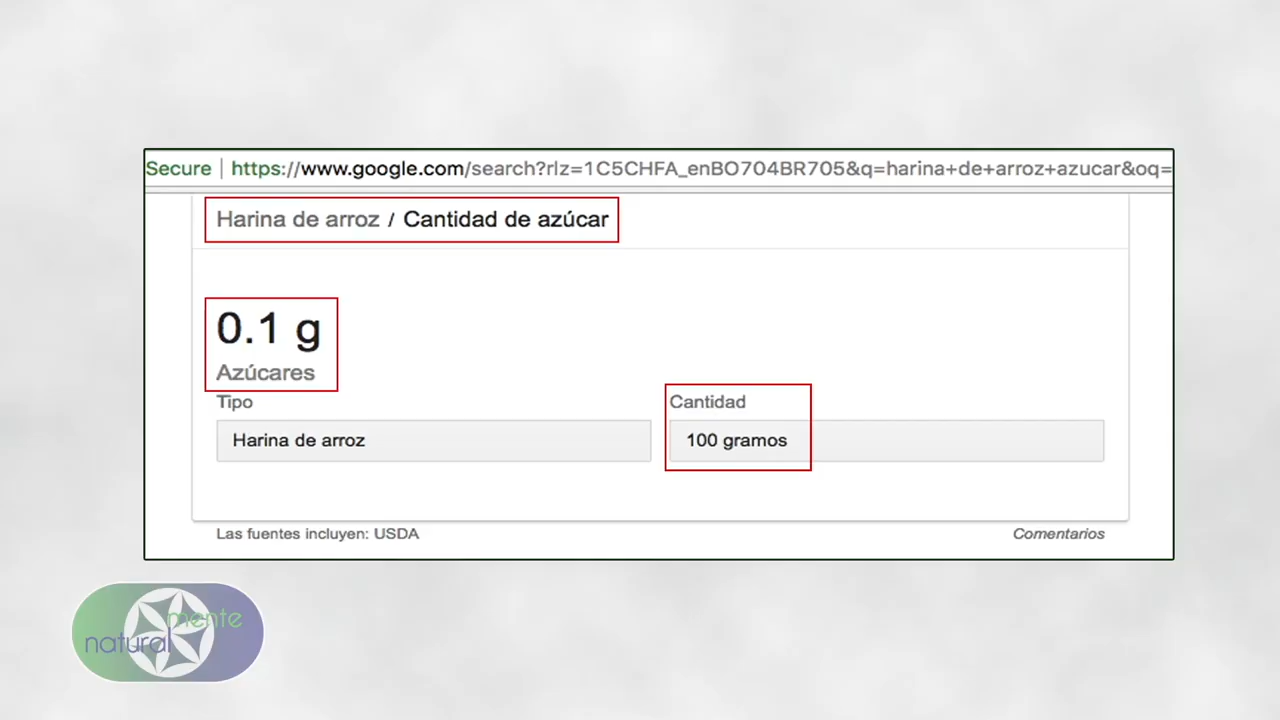 Secure | https://www.google.com/search?rlz=1C5CHFA_enBO704BR705&q=harina+de+arroz+azucar&oq=
Harina de arroz / Cantidad de azúcar
0.1 g
Azúcares
Tipo
Cantidad
Harina de arroz
100 gramos
Las fuentes incluyen: USDA
Comentarios
mente
natural